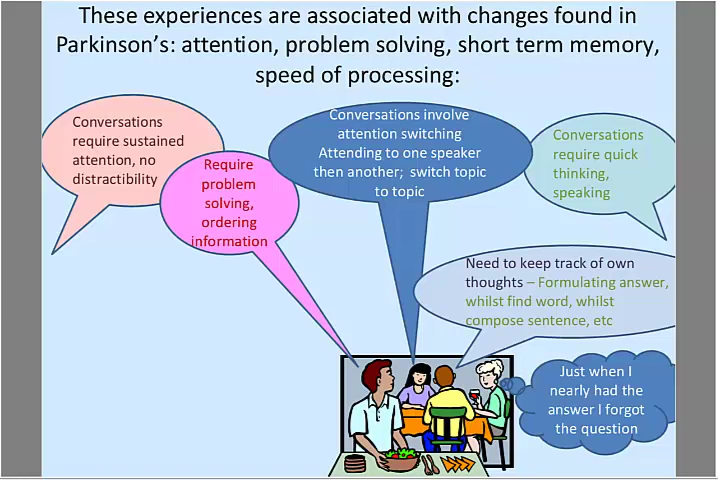 These experiences are associated with changes found in
Parkinson's: attention, problem solving, short term memory,
speed of processing:
Conversations
require sustained
attention, no
distractibility
Require
problem
solving,
ordering
information
Conversations involve
attention switching
Attending to one speaker
then another; switch topic
to topic
Conversations
require quick
thinking,
speaking
Need to keep track of own
thoughts – Formulating answer,
whilst find word, whilst
compose sentence, etc
Just when I
nearly had the
answer I forgot
the question